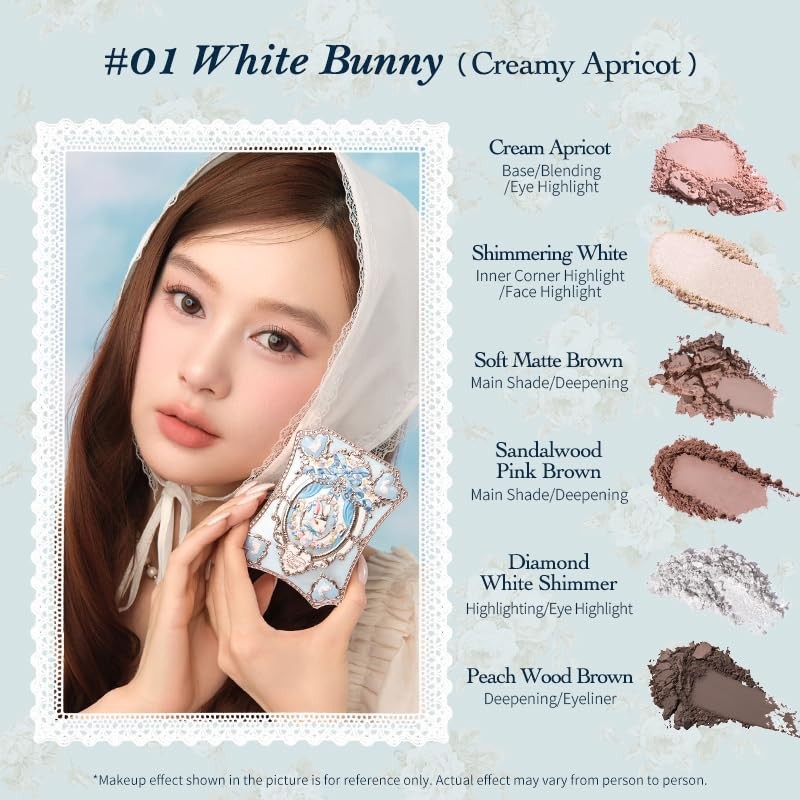 #01 White Bunny (Creamy Apricot)
Cream Apricot
Base/Blending
/Eye Highlight
Shimmering White
Inner Corner Highlight
/Face Highlight
Soft Matte Brown
Main Shade/Deepening
Sandalwood
Pink Brown
Main Shade/Deepening
Diamond
White Shimmer
Highlighting/Eye Highlight
Peach Wood Brown
Deepening/Eyeliner
*Makeup effect shown in the picture is for reference only. Actual effect may vary from person to person.